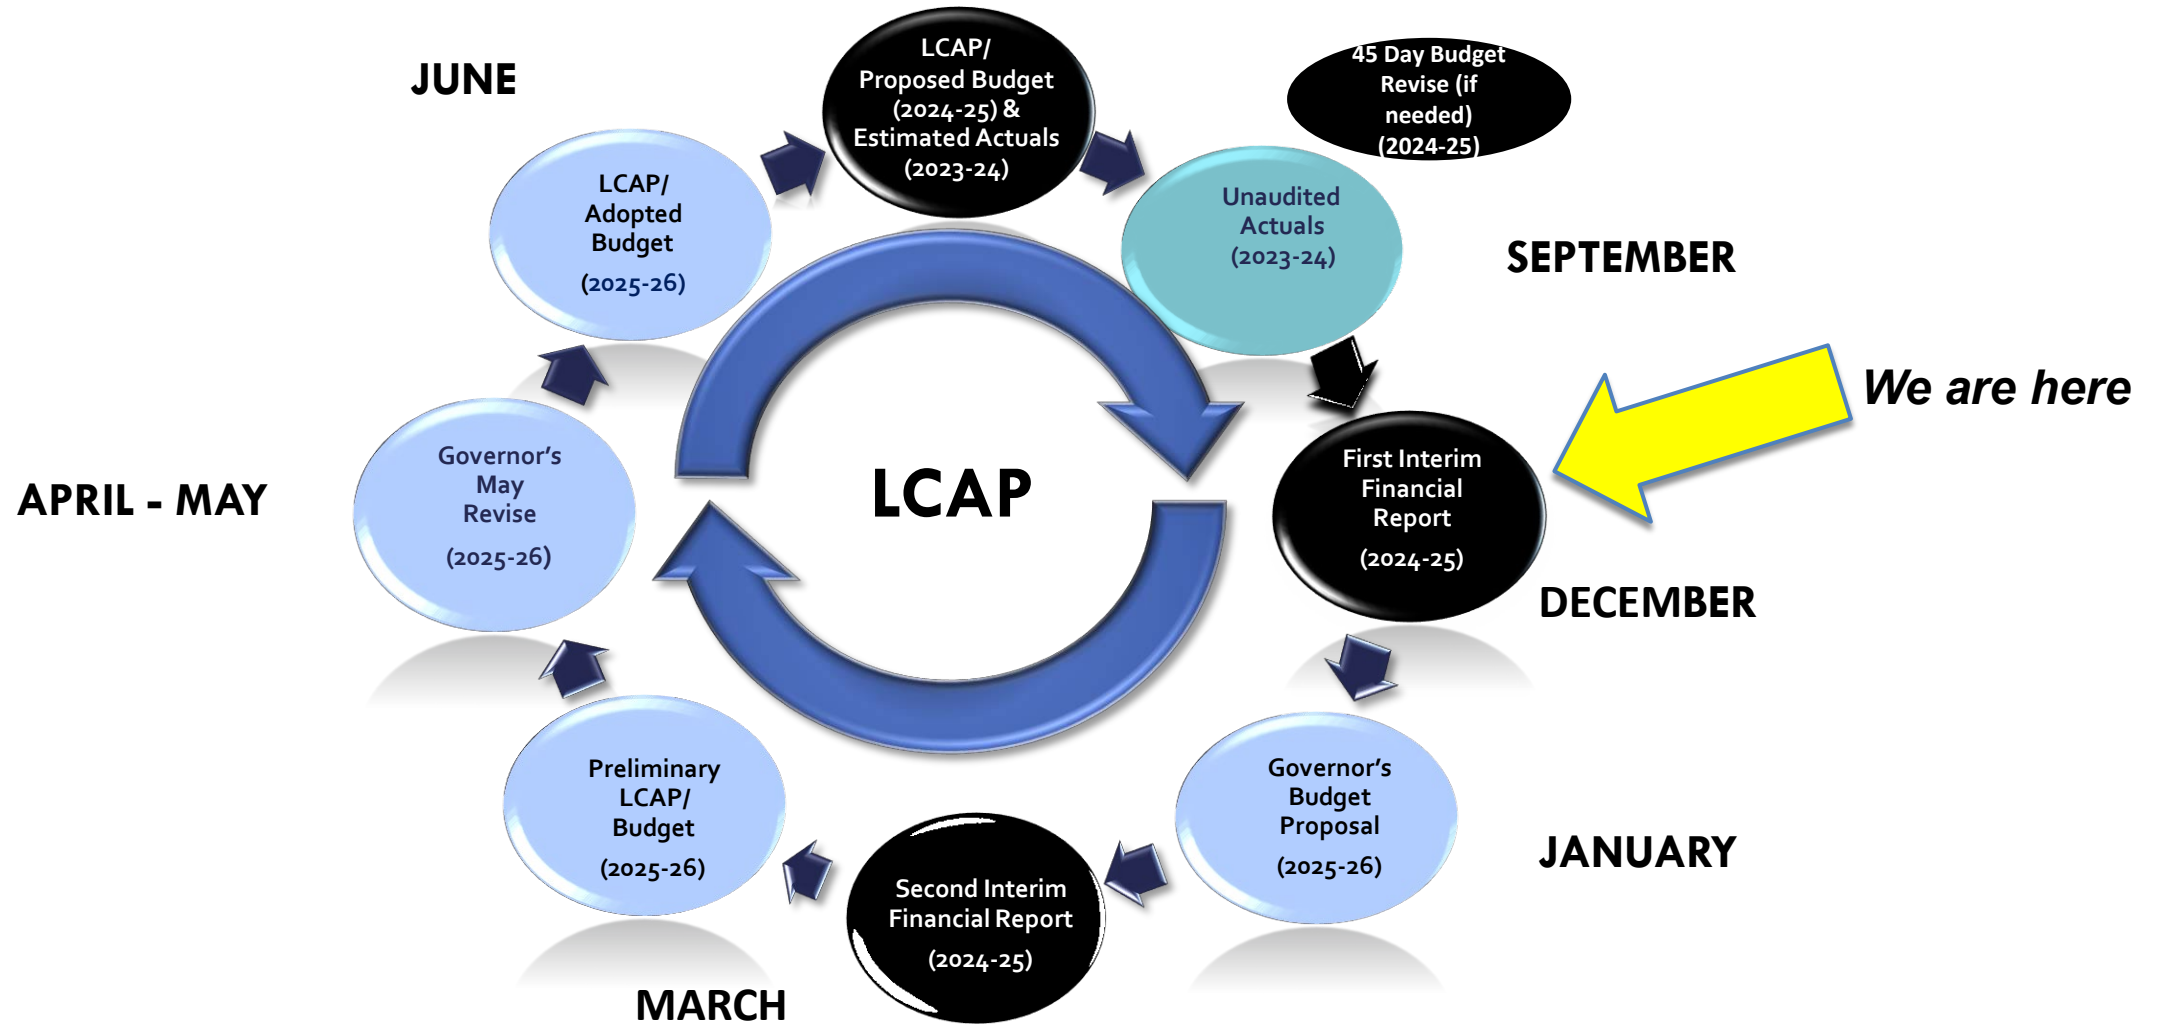 JUNE
LCAP/
Proposed Budget
(2024-25) &
Estimated Actuals
(2023-24)
45 Day Budget
Revise (if
needed)
(2024-25)
LCAP/
Adopted
Budget
(2025-26)
Unaudited
Actuals
(2023-24)
SEPTEMBER
We are here
APRIL - MAY
Governor's
May
Revise
(2025-26)
LCAP
First Interim
Financial
Report
(2024-25)
DECEMBER
Preliminary
LCAP/
Budget
(2025-26)
Governor's
Budget
Proposal
(2025-26)
JANUARY
Second Interim
Financial Report
(2024-25)
MARCH